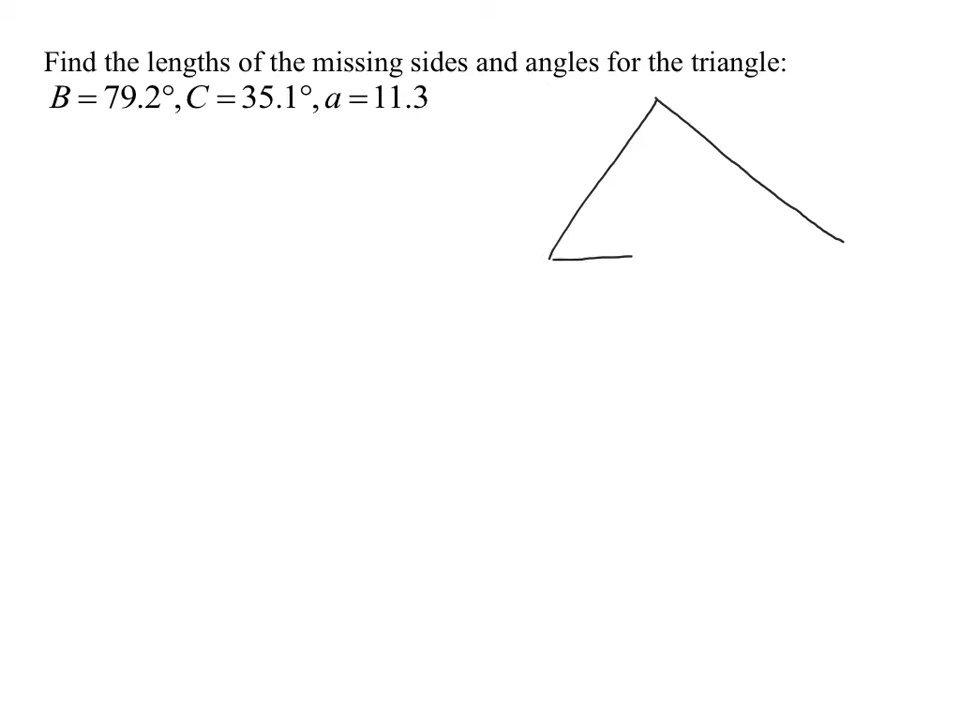 Find the lengths of the missing sides and angles for the triangle:
B = 79.2°, C = 35.1°, a = 11.3